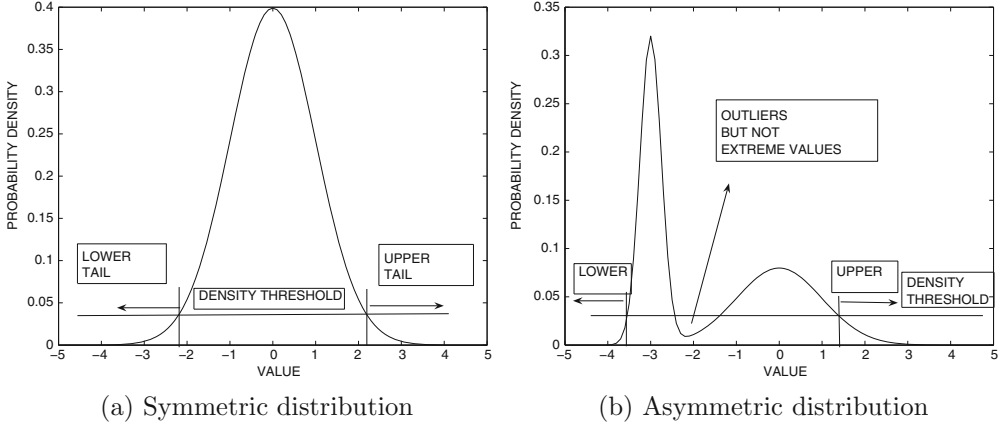 0.4
0.35
0.3
0.25
0.2
0.15
0.1
0.05
0
PROBABILITY DENSITY
LOWER
TAIL
UPPER
TAIL
DENSITY THRESHOLD
−5 −4 −3 −2 −1 0 1 2 3 4 5
VALUE
(a) Symmetric distribution
0.35
0.3
0.25
0.2
0.15
0.1
0.05
0
PROBABILITY DENSITY
OUTLIERS
BUT NOT
EXTREME VALUES
LOWER
UPPER
DENSITY
THRESHOLD
−5 −4 −3 −2 −1 0 1 2 3 4 5
VALUE
(b) Asymmetric distribution